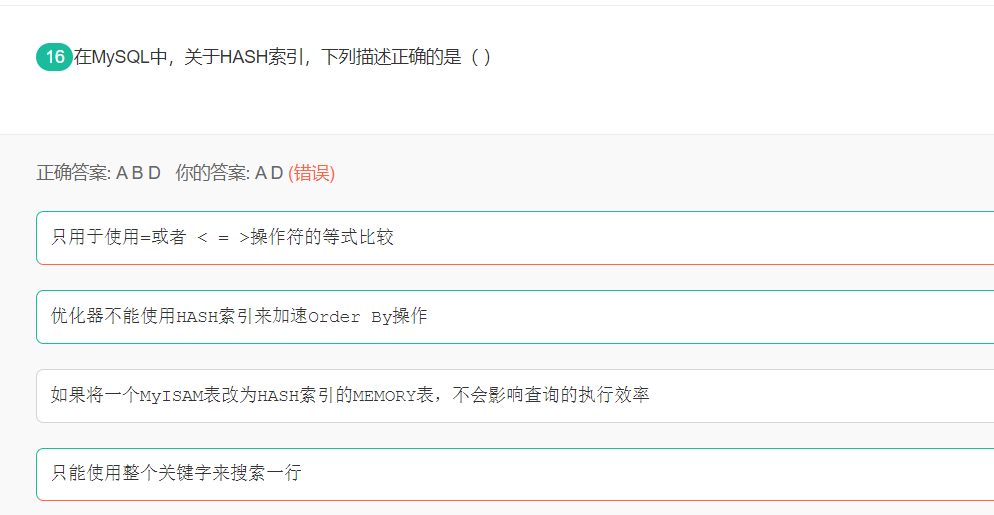 16在MySQL中，关于HASH索引，下列描述正确的是（ ）
正确答案: A B D 你的答案: A D (错误)
只用于使用=或者 < = >操作符的等式比较
优化器不能使用HASH索引来加速Order By操作
如果将一个MyISAM表改为HASH索引的MEMORY表，不会影响查询的执行效率
只能使用整个关键字来搜索一行